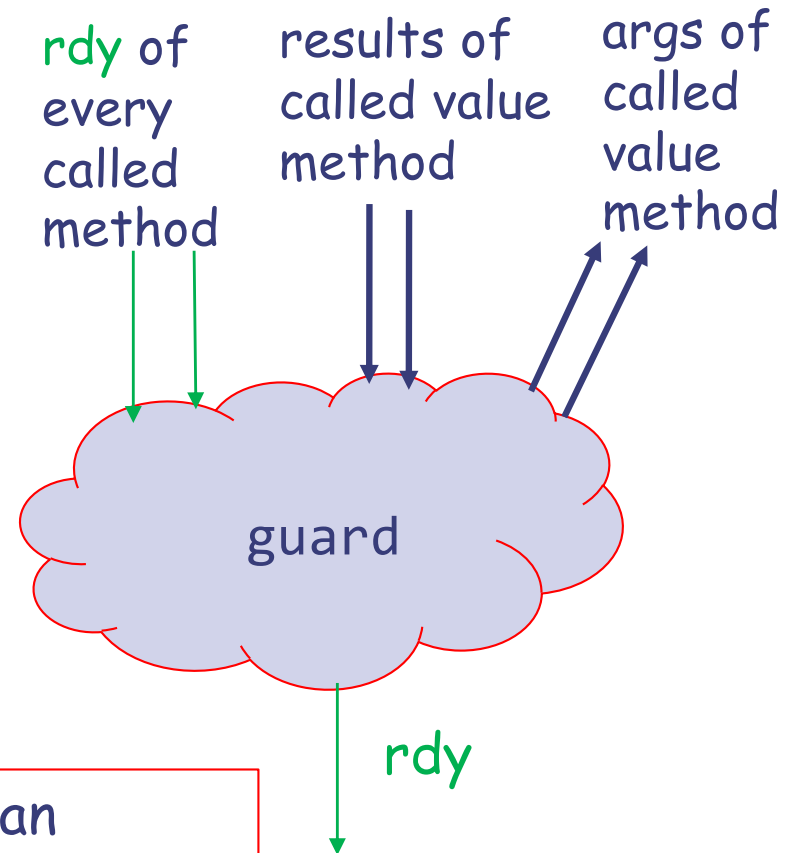 rdy of
every
called
method
results of
called value
method
args of
called
value
method
guard
rdy
an